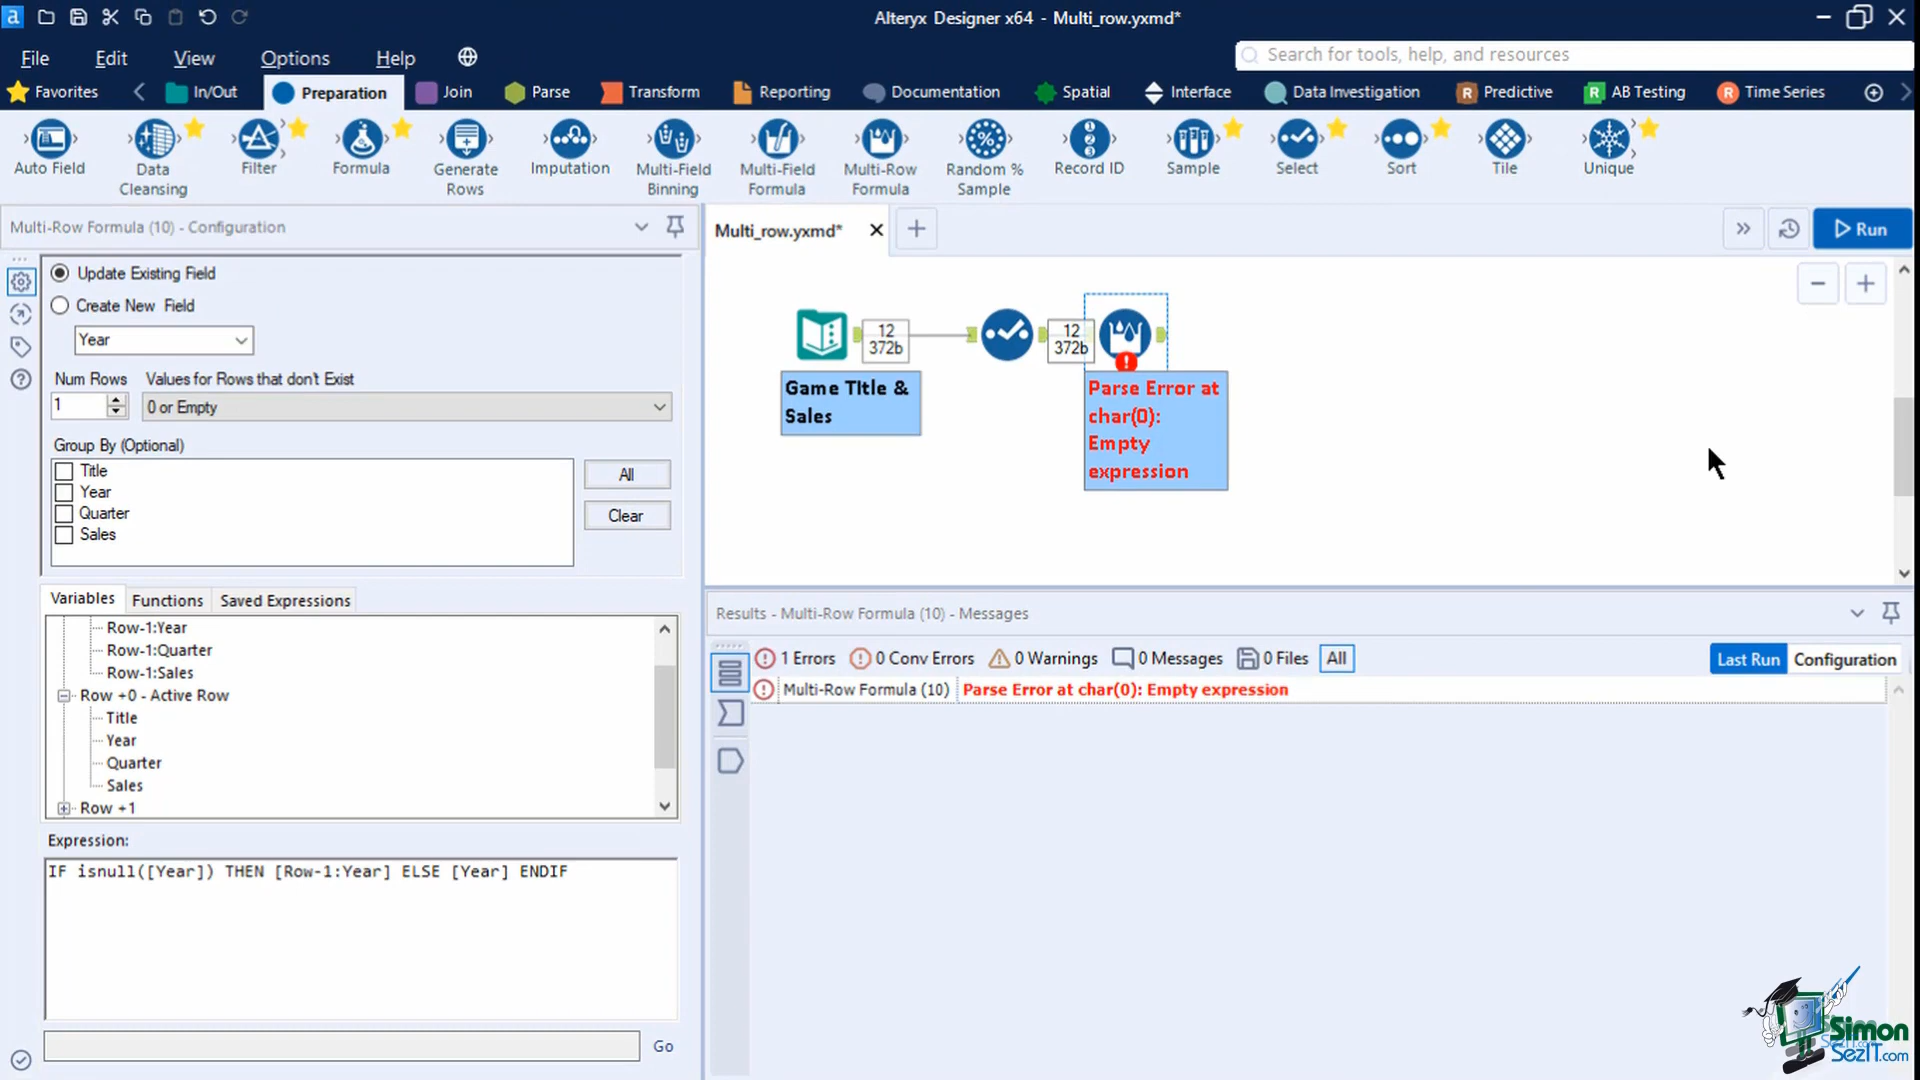 Alteryx Designer x64 - Multi_row.yxmd*
File Edit View Options Help
Search for tools, help, and resources
Favorites In/Out Preparation Join Parse Transform Reporting Documentation Spatial Interface Data Investigation Predictive AB Testing Time Series
Auto Field
Data Cleansing
Filter
Formula
Generate Rows
Imputation
Multi-Field Binning
Multi-Field Formula
Multi-Row Formula
Random % Sample
Record ID
Sample
Select
Sort
Tile
Unique
Multi-Row Formula (10) - Configuration
Update Existing Field
Create New Field
Year
Num Rows Values for Rows that don't Exist
1 0 or Empty
Group By (Optional)
Title
Year
Quarter
Sales
All
Clear
Variables Functions Saved Expressions
Row-1:Year
Row-1:Quarter
Row-1:Sales
Row +0 - Active Row
Title
Year
Quarter
Sales
Row +1
Expression:
IF isnull([Year]) THEN [Row-1:Year] ELSE [Year] ENDIF
Go
Multi_row.yxmd*
Run
12
372b
12
372b
Game TItle &
Sales
Parse Error at
char(0):
Empty
expression
Results - Multi-Row Formula (10) - Messages
1 Errors 0 Conv Errors 0 Warnings 0 Messages 0 Files All
Last Run Configuration
Multi-Row Formula (10) Parse Error at char(0): Empty expression
Simon
SezIT.com